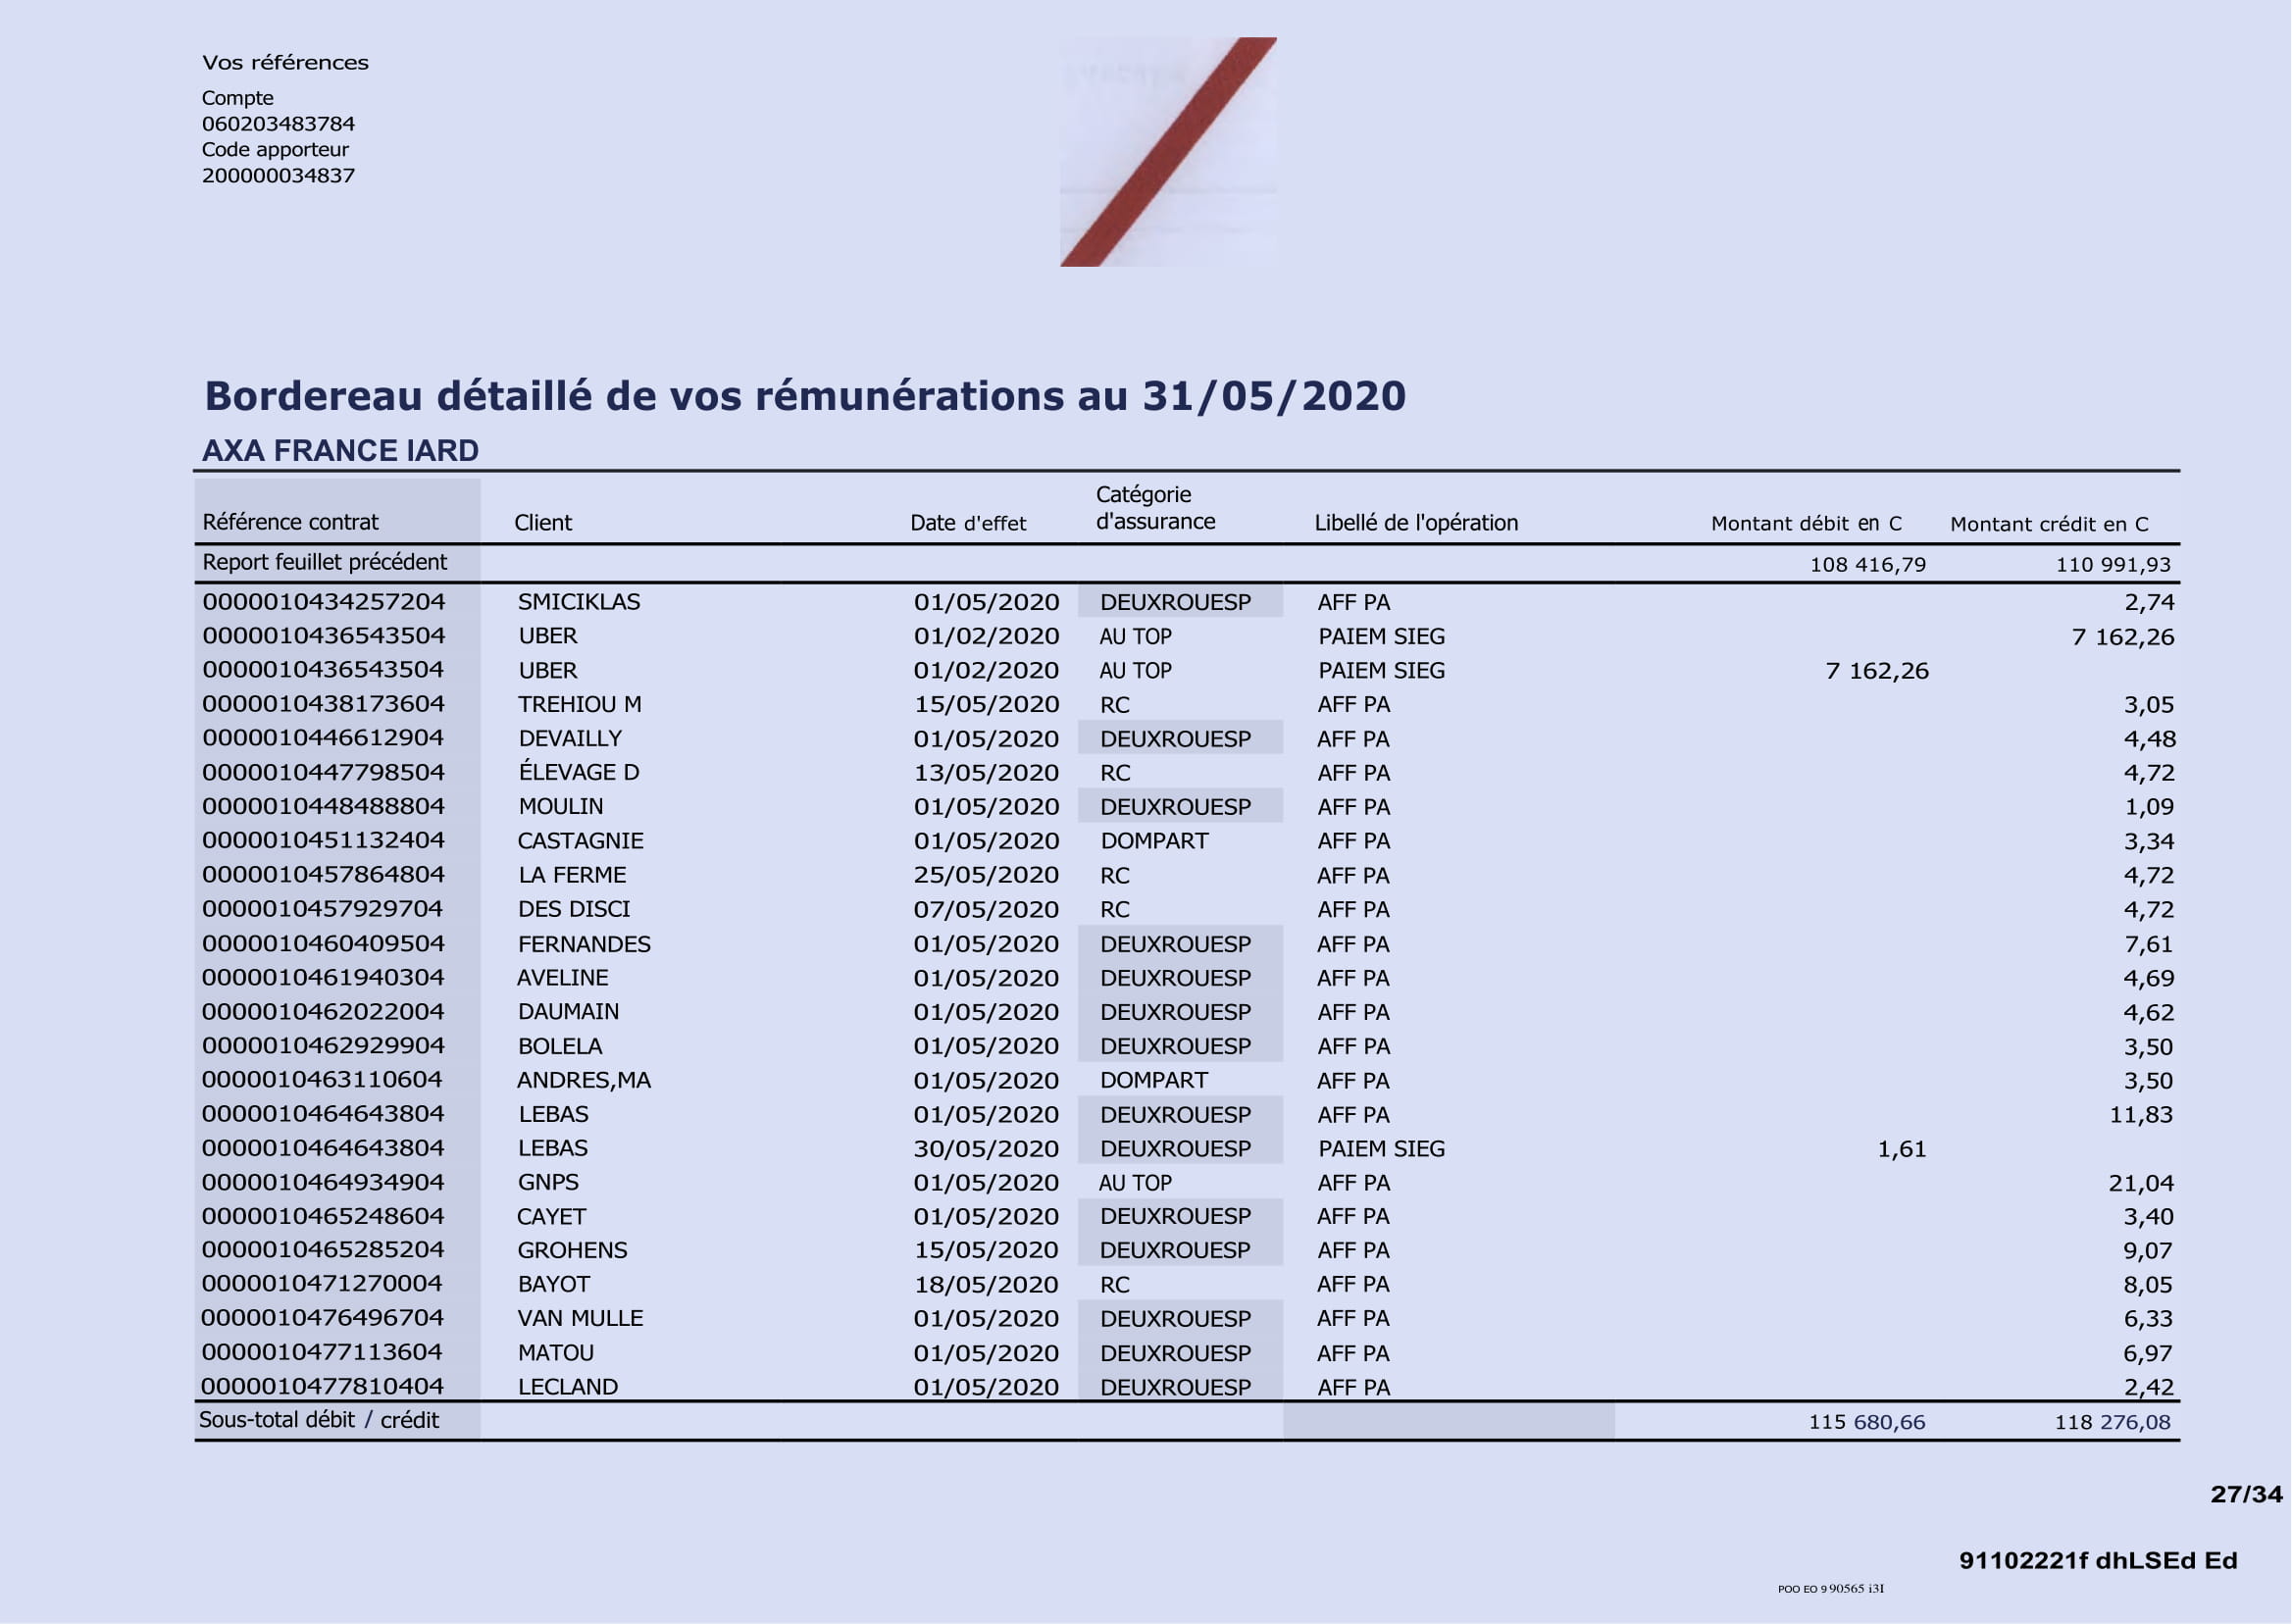 Vos références
Compte
060203483784
Code apporteur
200000034837
Bordereau détaillé de vos rémunérations au 31/05/2020
AXA FRANCE IARD
Référence contrat Client Date d'effet Catégorie d'assurance Libellé de l'opération Montant débit en C Montant crédit en C
Report feuillet précédent 108 416,79 110 991,93
0000010434257204 SMICIKLAS 01/05/2020 DEUXROUESP AFF PA 2,74
0000010436543504 UBER 01/02/2020 AU TOP PAIEM SIEG 7 162,26
0000010436543504 UBER 01/02/2020 AU TOP PAIEM SIEG 7 162,26
0000010438173604 TREHIOU M 15/05/2020 RC AFF PA 3,05
0000010446612904 DEVAILLY 01/05/2020 DEUXROUESP AFF PA 4,48
0000010447798504 ÉLEVAGE D 13/05/2020 RC AFF PA 4,72
0000010448488804 MOULIN 01/05/2020 DEUXROUESP AFF PA 1,09
0000010451132404 CASTAGNIE 01/05/2020 DOMPART AFF PA 3,34
0000010457864804 LA FERME 25/05/2020 RC AFF PA 4,72
0000010457929704 DES DISCI 07/05/2020 RC AFF PA 4,72
0000010460409504 FERNANDES 01/05/2020 DEUXROUESP AFF PA 7,61
0000010461940304 AVELINE 01/05/2020 DEUXROUESP AFF PA 4,69
0000010462022004 DAUMAIN 01/05/2020 DEUXROUESP AFF PA 4,62
0000010462929904 BOLELA 01/05/2020 DEUXROUESP AFF PA 3,50
0000010463110604 ANDRES,MA 01/05/2020 DOMPART AFF PA 3,50
0000010464643804 LEBAS 01/05/2020 DEUXROUESP AFF PA 11,83
0000010464643804 LEBAS 30/05/2020 DEUXROUESP PAIEM SIEG 1,61
0000010464934904 GNPS 01/05/2020 AU TOP AFF PA 21,04
0000010465248604 CAYET 01/05/2020 DEUXROUESP AFF PA 3,40
0000010465285204 GROHENS 15/05/2020 DEUXROUESP AFF PA 9,07
0000010471270004 BAYOT 18/05/2020 RC AFF PA 8,05
0000010476496704 VAN MULLE 01/05/2020 DEUXROUESP AFF PA 6,33
0000010477113604 MATOU 01/05/2020 DEUXROUESP AFF PA 6,97
0000010477810404 LECLAND 01/05/2020 DEUXROUESP AFF PA 2,42
Sous-total débit / crédit 115 680,66 118 276,08
27/34
91102221f dhLSEd Ed
POO EO 9 90565 i3I